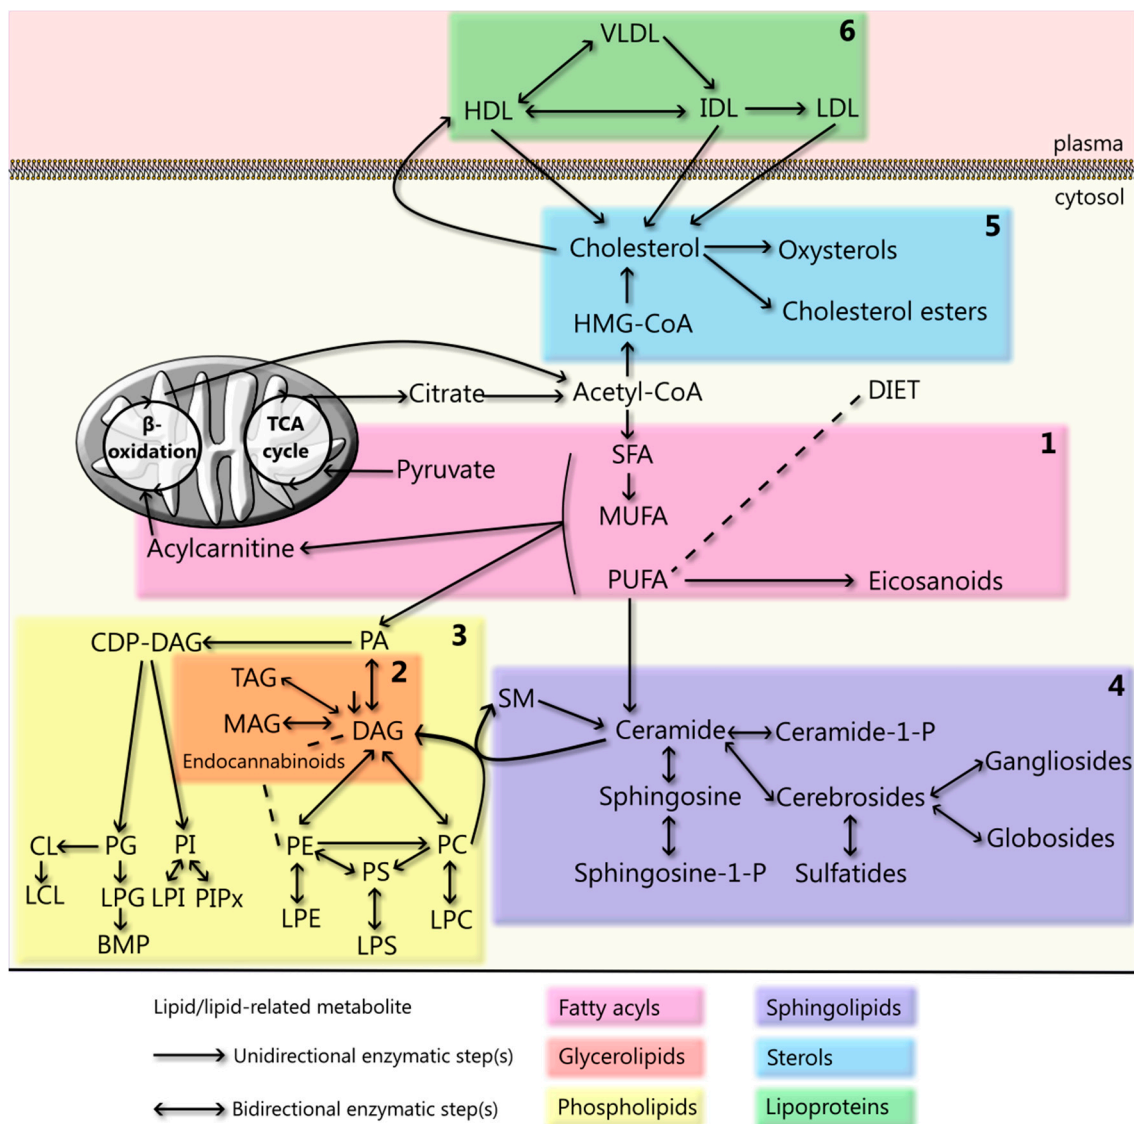 VLDL
6
HDL
IDL
LDL
plasma
cytosol
5
Cholesterol
Oxysterols
Cholesterol esters
HMG-CoA
Citrate
Acetyl-CoA
DIET
β-
oxidation
TCA
cycle
1
SFA
Pyruvate
MUFA
Acylcarnitine
PUFA
Eicosanoids
CDP-DAG
PA
3
TAG
2
MAG
DAG
Endocannabinoids
SM
4
Ceramide
Ceramide-1-P
Gangliosides
Sphingosine
Cerebrosides
Globosides
Sphingosine-1-P
Sulfatides
CL
PG
PI
PE
PC
PS
LCL
LPG
LPI
PIPx
LPE
LPC
BMP
LPS
Lipid/lipid-related metabolite
Unidirectional enzymatic step(s)
Bidirectional enzymatic step(s)
Fatty acyls
Glycerolipids
Phospholipids
Sphingolipids
Sterols
Lipoproteins